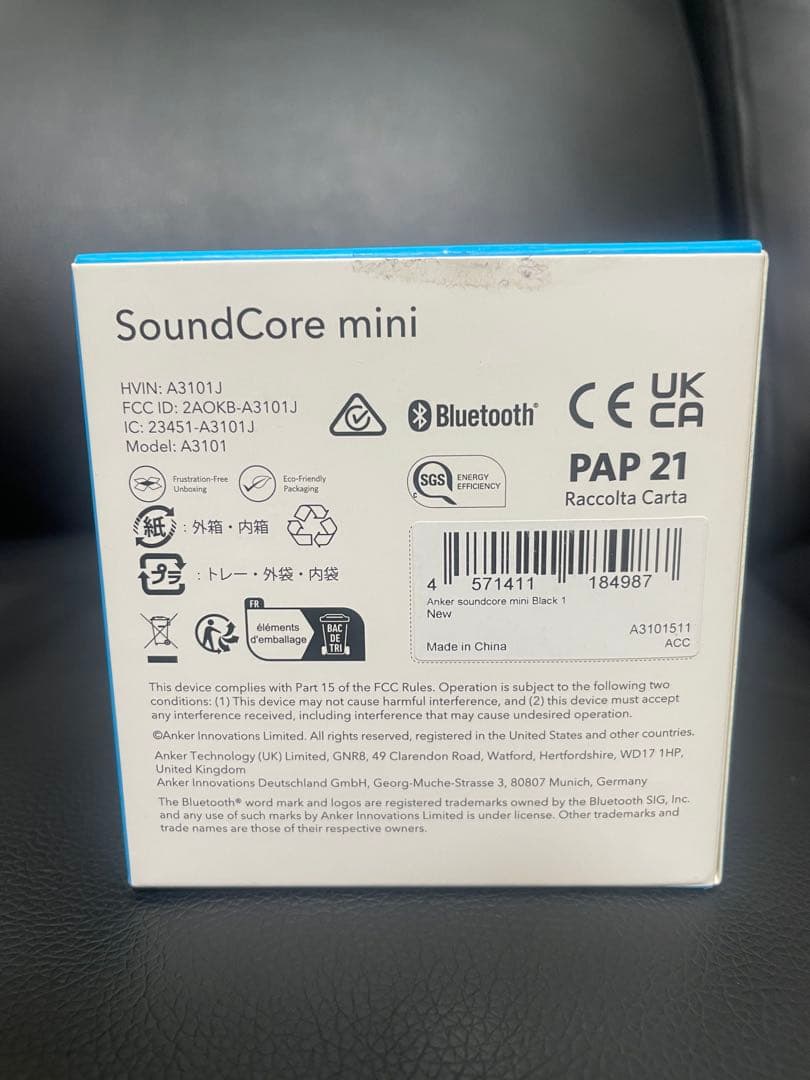 SoundCore mini
HVIN: A3101J
FCC ID: 2AOKB-A3101J
IC: 23451-A3101J
Model: A3101
Bluetooth®
CE
UK
CA
Frustration-Free
Unboxing
Eco-Friendly
Packaging
SGS
C
ENERGY
EFFICIENCY
PAP 21
Raccolta Carta
紙 : 外箱・内箱
プラ : トレー・外袋・内袋
FR
éléments
d'emballage
BAC
DE
TRI
4 571411 184987
Anker soundcore mini Black 1
New
A3101511
Made in China
ACC
This device complies with Part 15 of the FCC Rules. Operation is subject to the following two
conditions: (1) This device may not cause harmful interference, and (2) this device must accept
any interference received, including interference that may cause undesired operation.
©Anker Innovations Limited. All rights reserved, registered in the United States and other countries.
Anker Technology (UK) Limited, GNR8, 49 Clarendon Road, Watford, Hertfordshire, WD17 1HP,
United Kingdom
Anker Innovations Deutschland GmbH, Georg-Muche-Strasse 3, 80807 Munich, Germany
The Bluetooth® word mark and logos are registered trademarks owned by the Bluetooth SIG, Inc.
and any use of such marks by Anker Innovations Limited is under license. Other trademarks and
trade names are those of their respective owners.